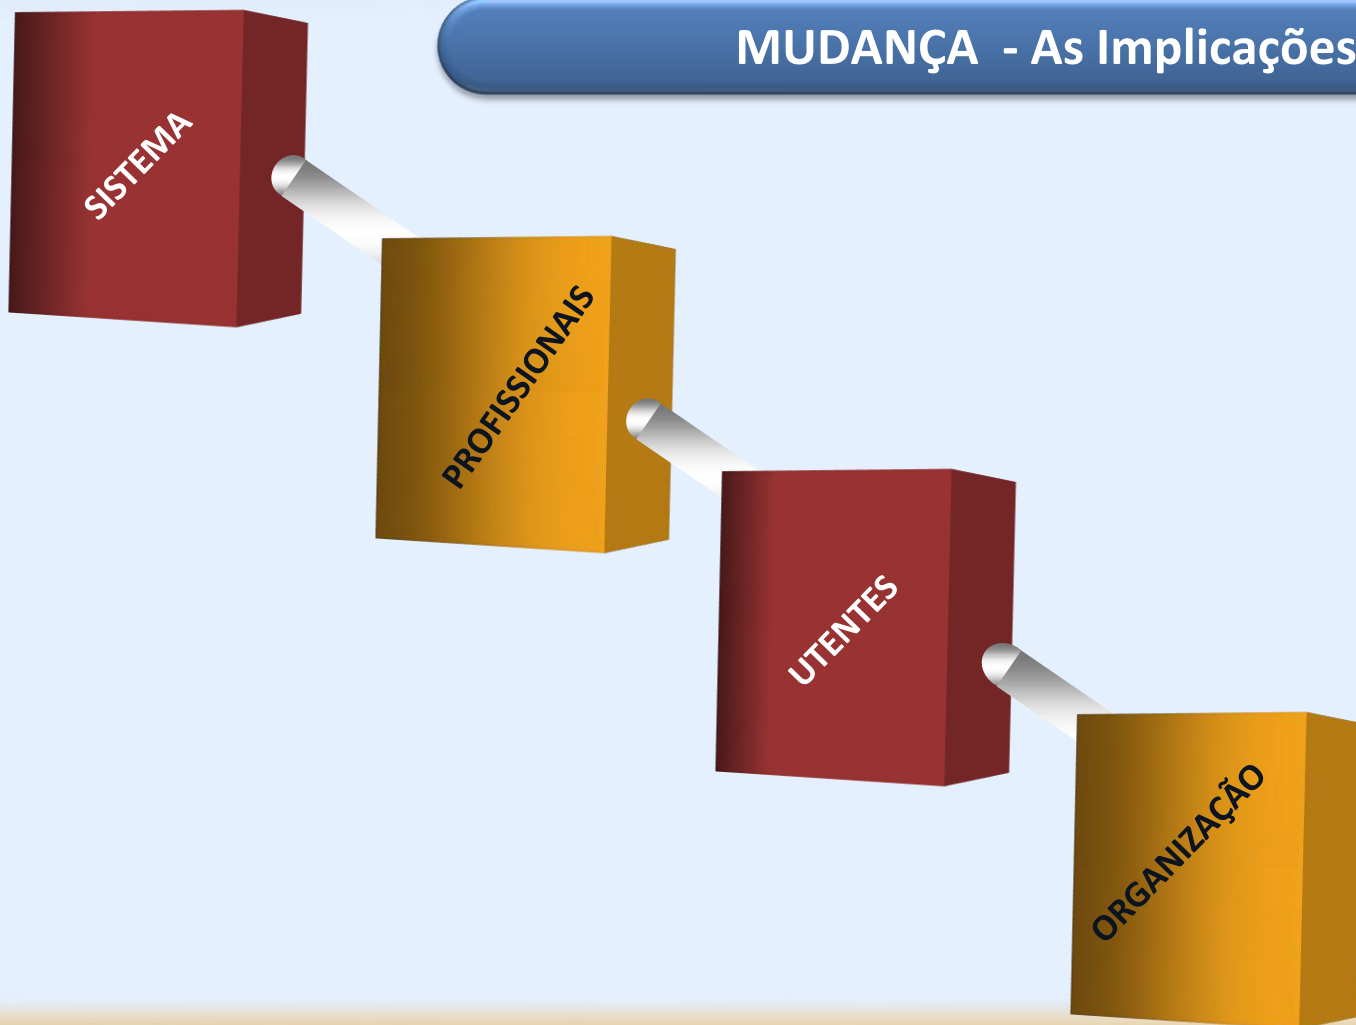 MUDANÇA - As Implicações
SISTEMA
PROFISSIONAIS
UTENTES
ORGANIZAÇÃO